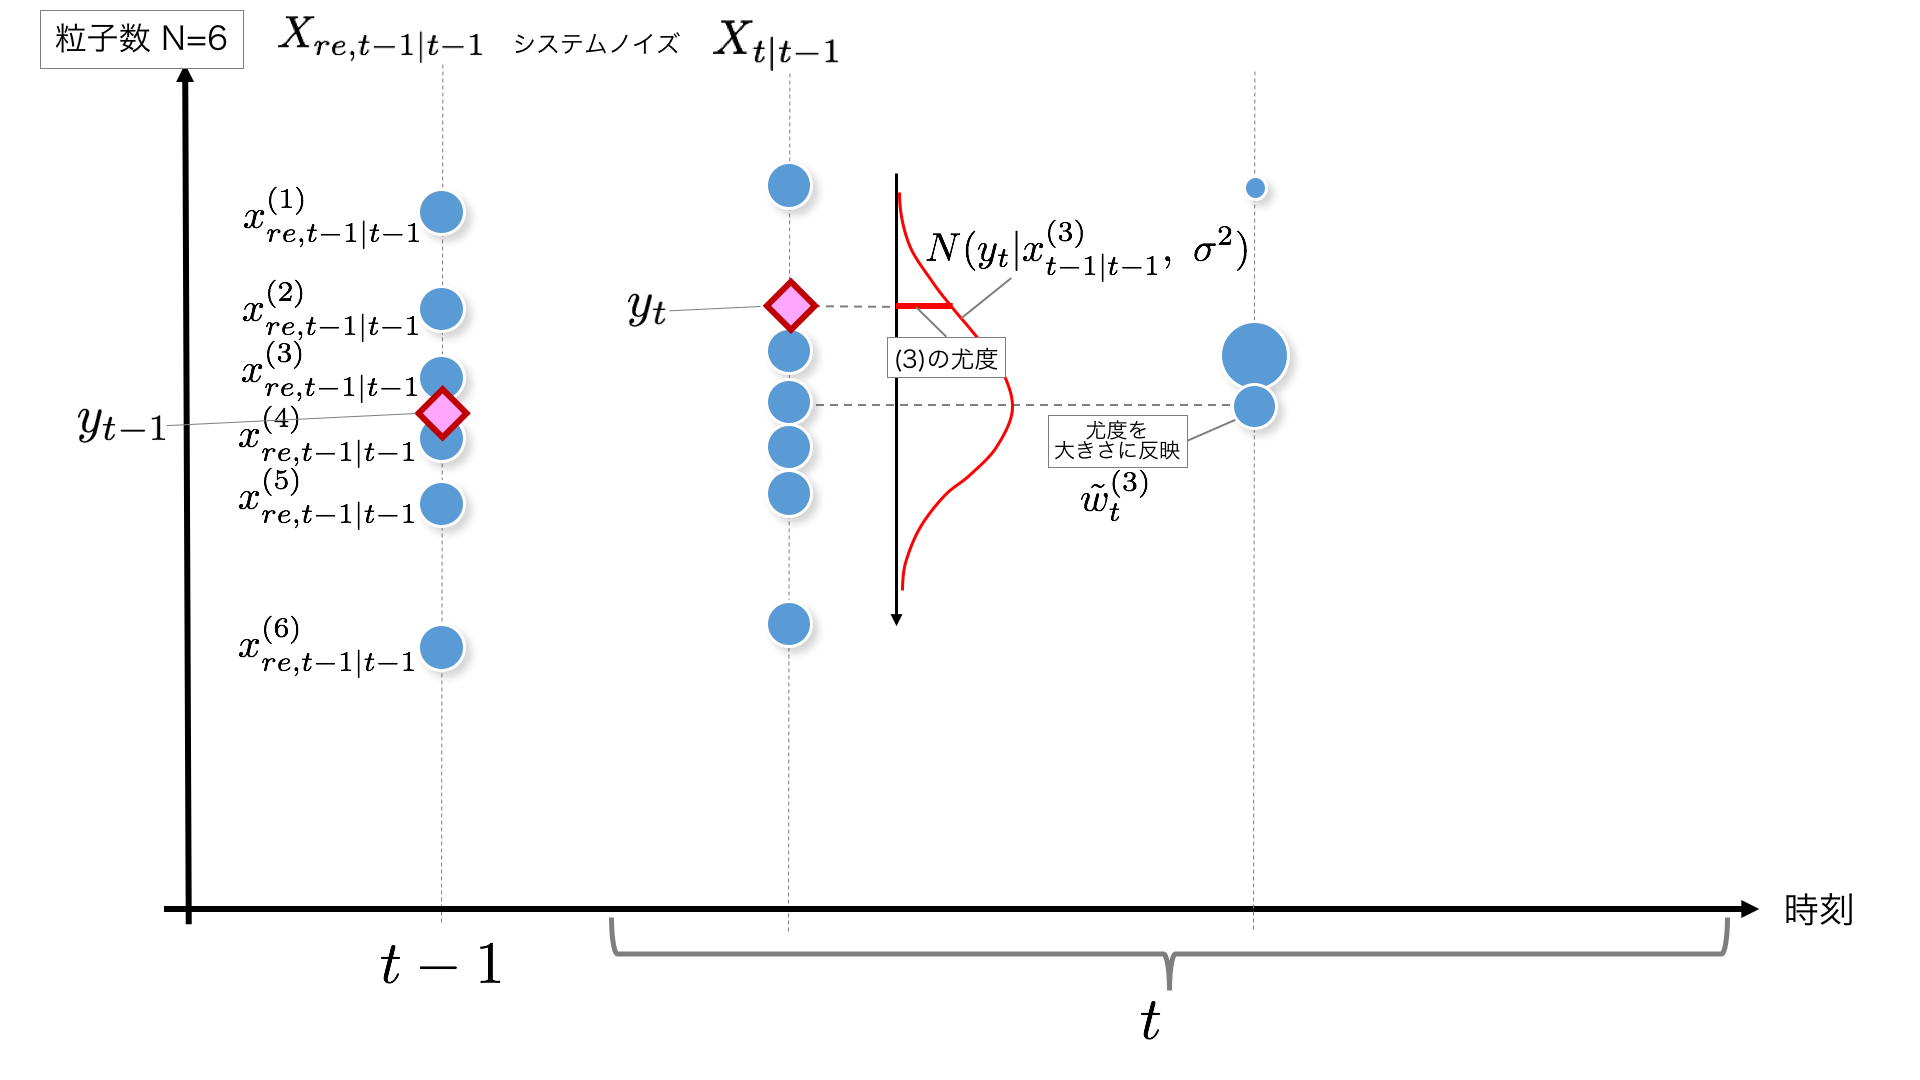 粒子数 N=6
X_{re,t-1|t-1}
システムノイズ
X_{t|t-1}
x^{(1)}_{re,t-1|t-1}
x^{(2)}_{re,t-1|t-1}
x^{(3)}_{re,t-1|t-1}
y_{t-1}
x^{(4)}_{re,t-1|t-1}
x^{(5)}_{re,t-1|t-1}
x^{(6)}_{re,t-1|t-1}
y_t
N(y_t|x^{(3)}_{t-1|t-1}, σ^2)
(3)の尤度
尤度を
大きさに反映
\tilde{w}^{(3)}_t
時刻
t-1
t